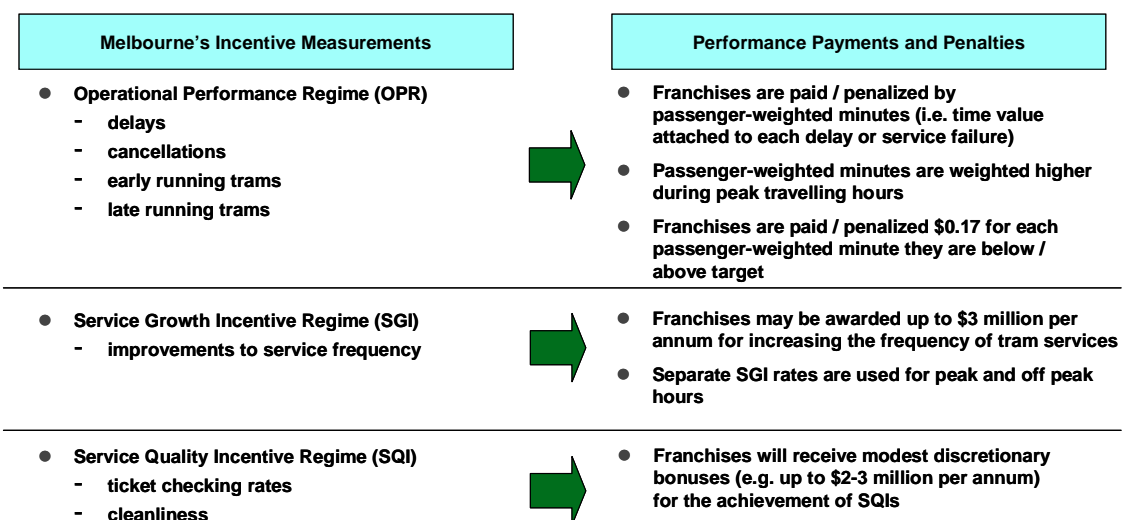 Melbourne's Incentive Measurements
Performance Payments and Penalties
● Operational Performance Regime (OPR)
- delays
- cancellations
- early running trams
- late running trams
● Franchises are paid / penalized by
passenger-weighted minutes (i.e. time value
attached to each delay or service failure)
● Passenger-weighted minutes are weighted higher
during peak travelling hours
● Franchises are paid / penalized $0.17 for each
passenger-weighted minute they are below /
above target
● Service Growth Incentive Regime (SGI)
- improvements to service frequency
● Franchises may be awarded up to $3 million per
annum for increasing the frequency of tram services
● Separate SGI rates are used for peak and off peak
hours
● Service Quality Incentive Regime (SQI)
- ticket checking rates
- cleanliness
● Franchises will receive modest discretionary
bonuses (e.g. up to $2-3 million per annum)
for the achievement of SQIs